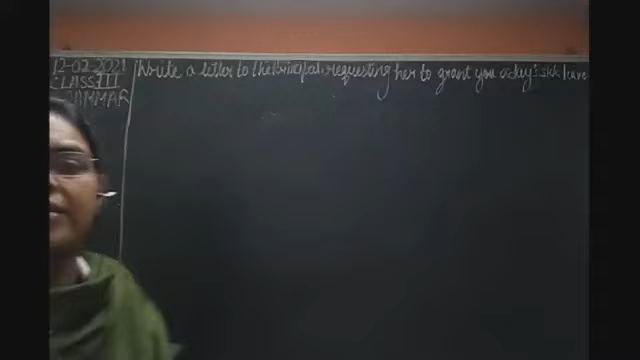 12-02-2021
CLASS III
GRAMMAR
Write a letter to the Principal, requesting her to grant you a day's sick leave